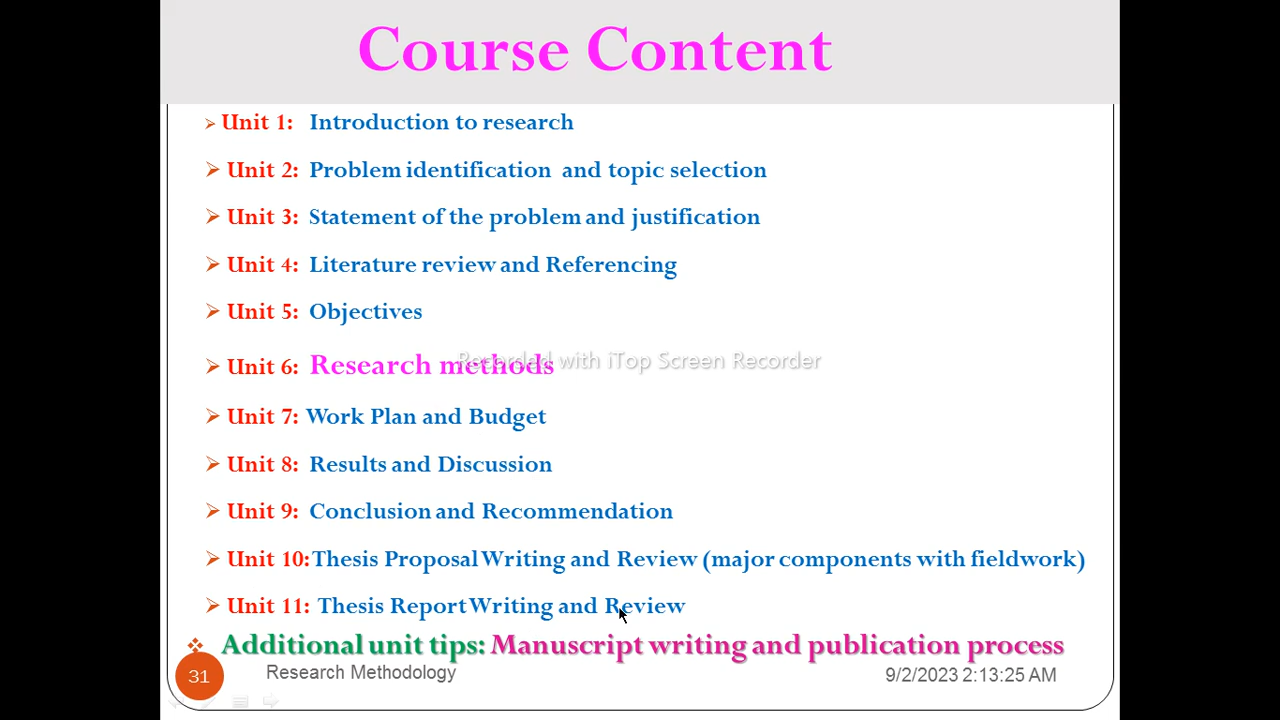 Course Content
Unit 1: Introduction to research
Unit 2: Problem identification and topic selection
Unit 3: Statement of the problem and justification
Unit 4: Literature review and Referencing
Unit 5: Objectives
Unit 6: Research methods
Recorded with iTop Screen Recorder
Unit 7: Work Plan and Budget
Unit 8: Results and Discussion
Unit 9: Conclusion and Recommendation
Unit 10: Thesis Proposal Writing and Review (major components with fieldwork)
Unit 11: Thesis Report Writing and Review
Additional unit tips: Manuscript writing and publication process
31 Research Methodology 9/2/2023 2:13:25 AM